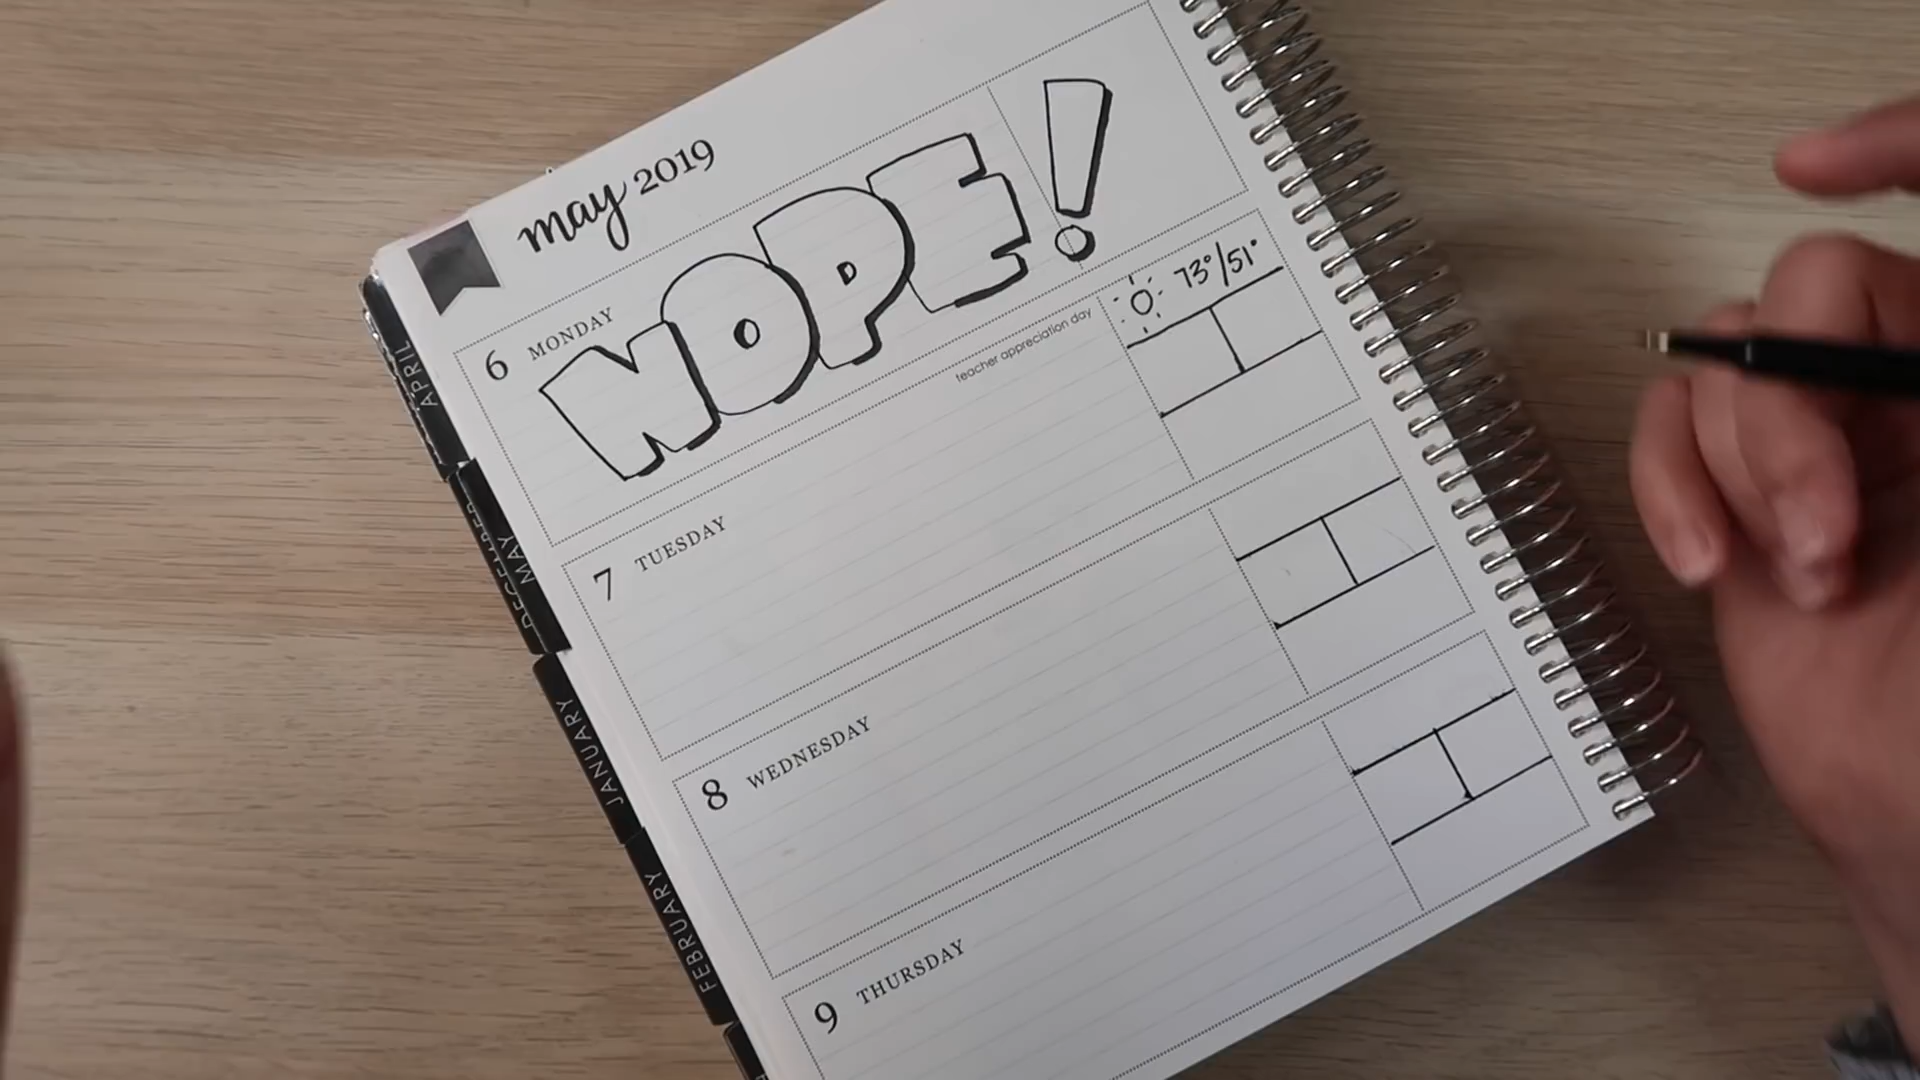 may 2019
6 MONDAY
NOPE!
teacher appreciation day
73°/51°
7 TUESDAY
8 WEDNESDAY
9 THURSDAY
APRIL
MAY
DECEMBER
JANUARY
FEBRUARY